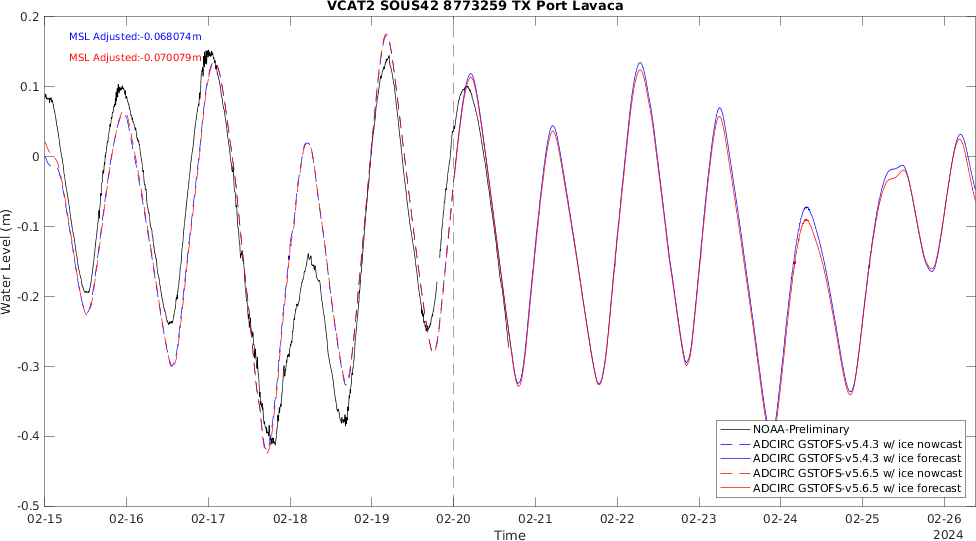 VCAT2 SOUS42 8773259 TX Port Lavaca
MSL Adjusted:-0.068074m
MSL Adjusted:-0.070079m
Water Level (m)
0.2
0.1
0
-0.1
-0.2
-0.3
-0.4
-0.5
NOAA-Preliminary
ADCIRC GSTOFS-v5.4.3 w/ ice nowcast
ADCIRC GSTOFS-v5.4.3 w/ ice forecast
ADCIRC GSTOFS-v5.6.5 w/ ice nowcast
ADCIRC GSTOFS-v5.6.5 w/ ice forecast
02-15 02-16 02-17 02-18 02-19 02-20 02-21 02-22 02-23 02-24 02-25 02-26
Time
2024